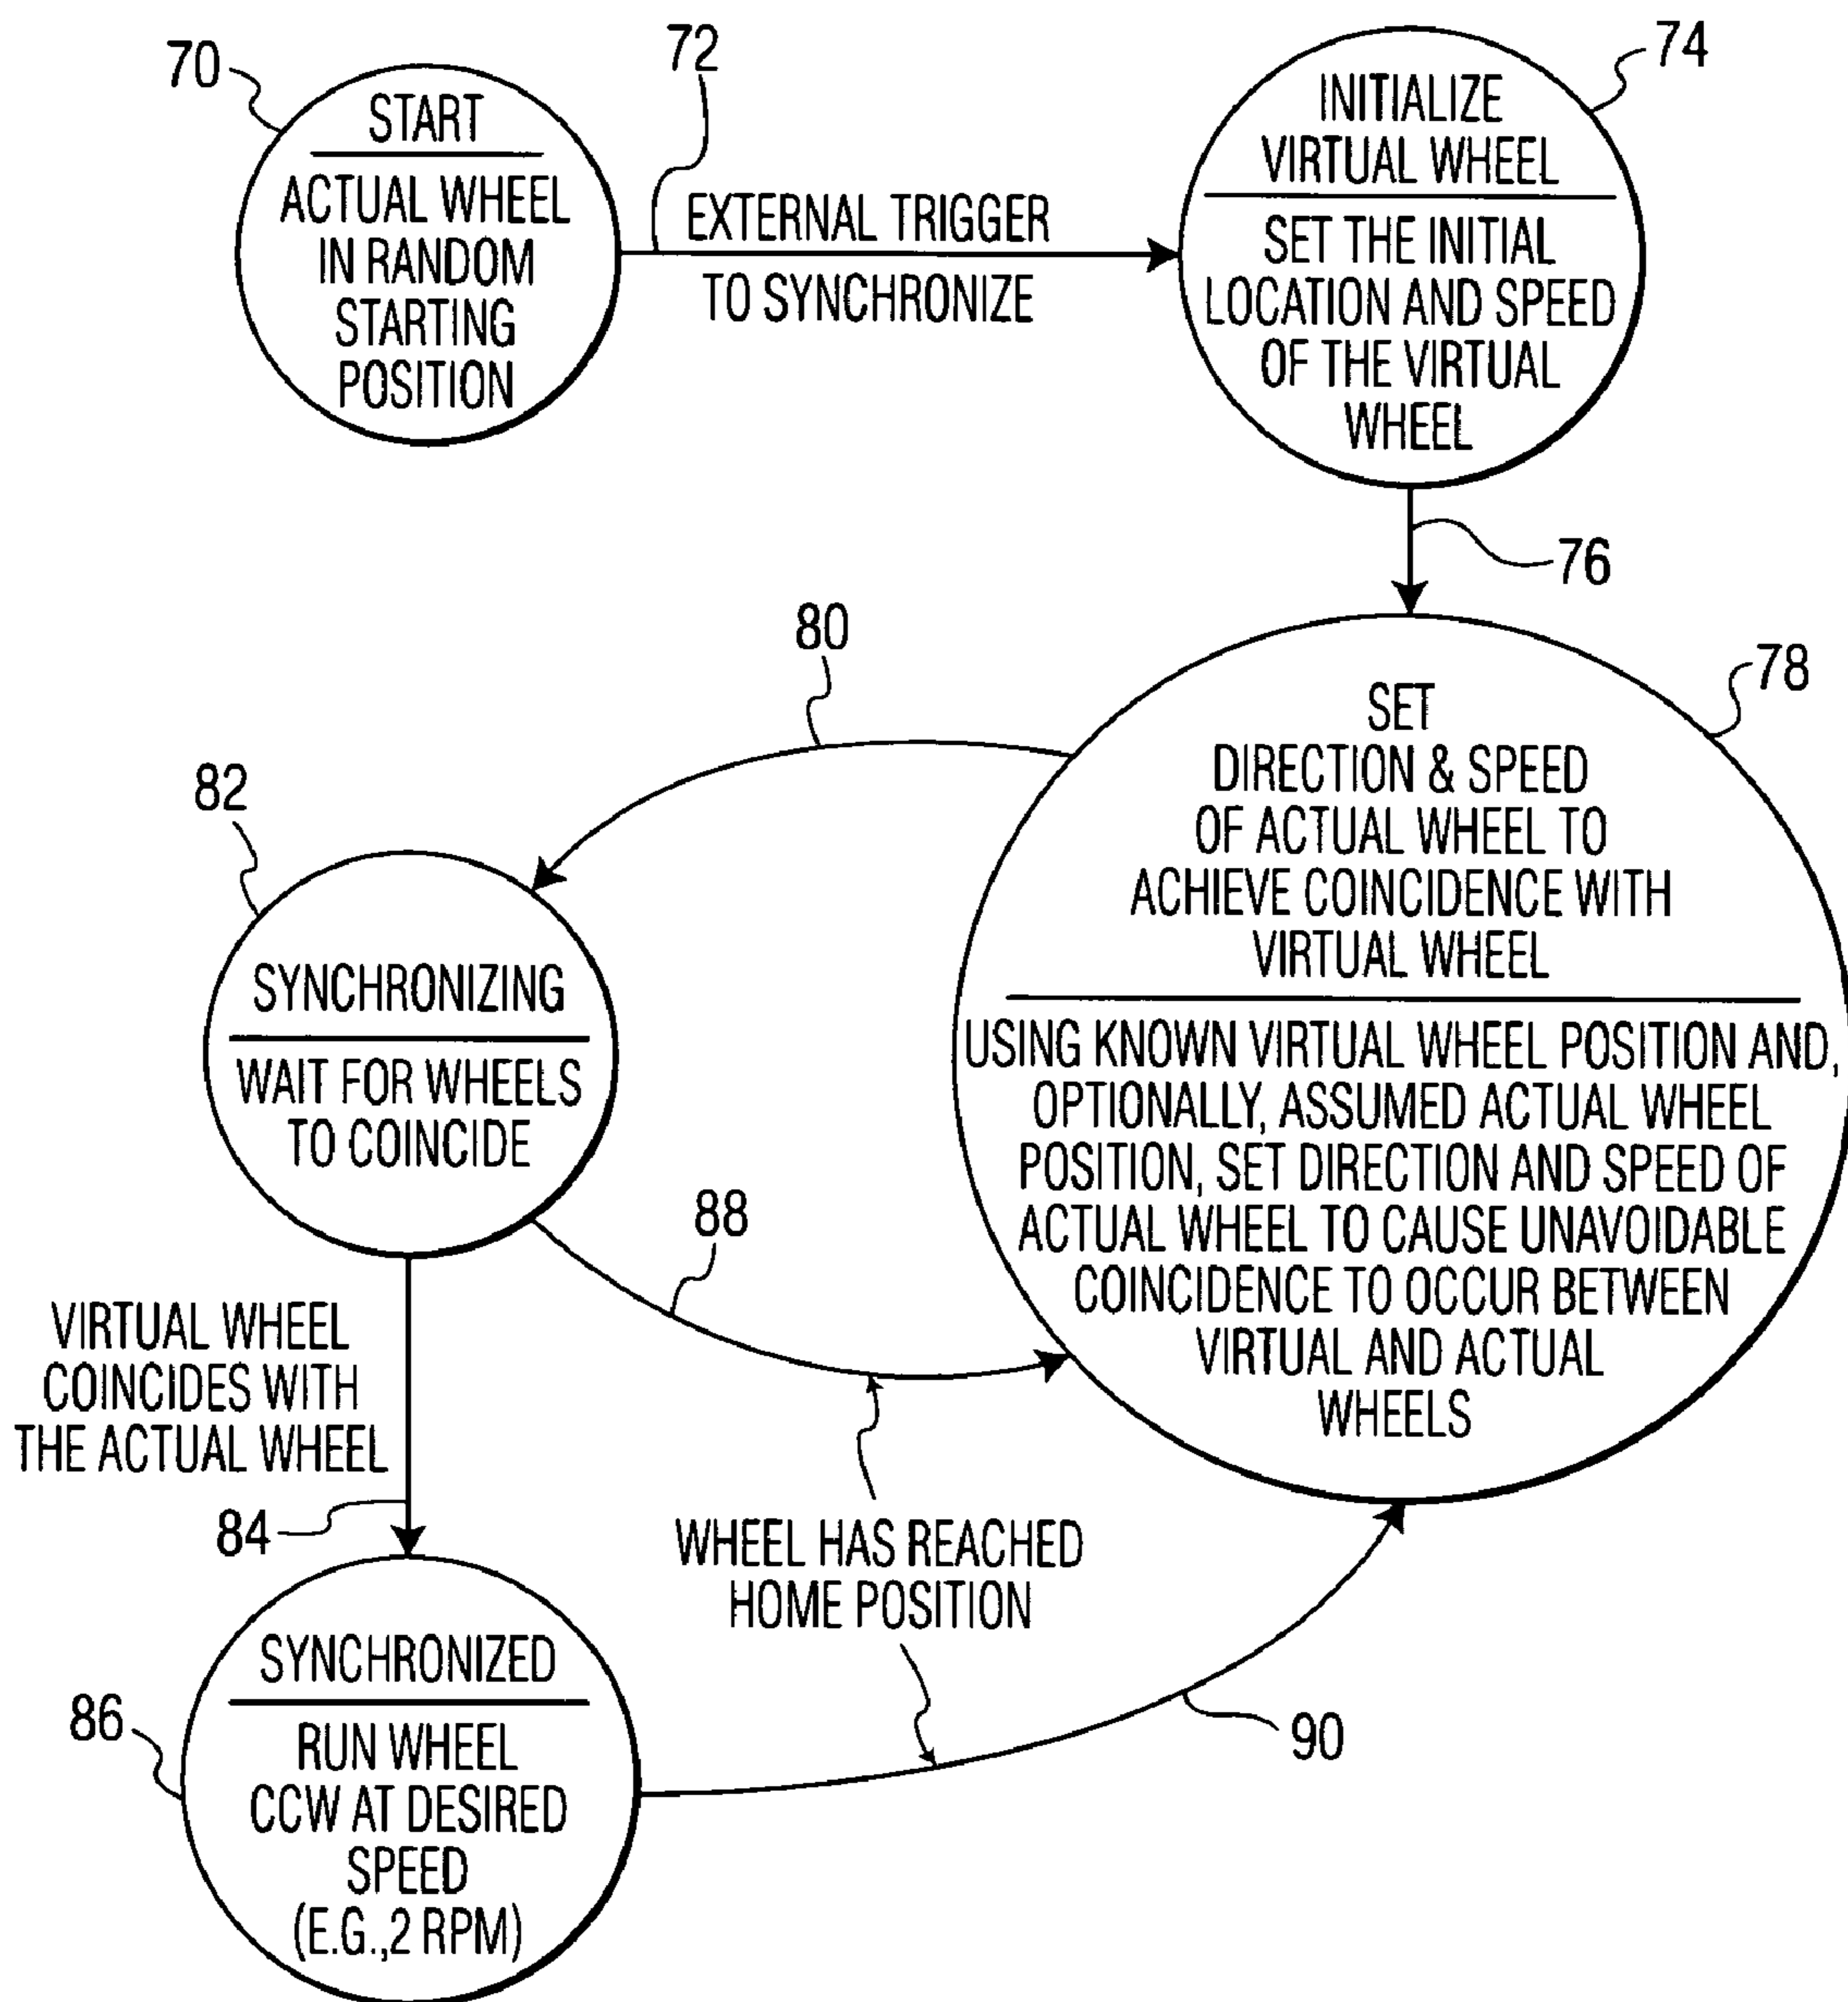 70
START
ACTUAL WHEEL
IN RANDOM
STARTING
POSITION
72
EXTERNAL TRIGGER
TO SYNCHRONIZE
74
INITIALIZE
VIRTUAL WHEEL
SET THE INITIAL
LOCATION AND SPEED
OF THE VIRTUAL
WHEEL
76
78
SET
DIRECTION & SPEED
OF ACTUAL WHEEL TO
ACHIEVE COINCIDENCE WITH
VIRTUAL WHEEL
USING KNOWN VIRTUAL WHEEL POSITION AND,
OPTIONALLY, ASSUMED ACTUAL WHEEL
POSITION, SET DIRECTION AND SPEED OF
ACTUAL WHEEL TO CAUSE UNAVOIDABLE
COINCIDENCE TO OCCUR BETWEEN
VIRTUAL AND ACTUAL
WHEELS
80
82
SYNCHRONIZING
WAIT FOR WHEELS
TO COINCIDE
88
VIRTUAL WHEEL
COINCIDES WITH
THE ACTUAL WHEEL
84
WHEEL HAS REACHED
HOME POSITION
86
SYNCHRONIZED
RUN WHEEL
CCW AT DESIRED
SPEED
(E.G.,2 RPM)
90